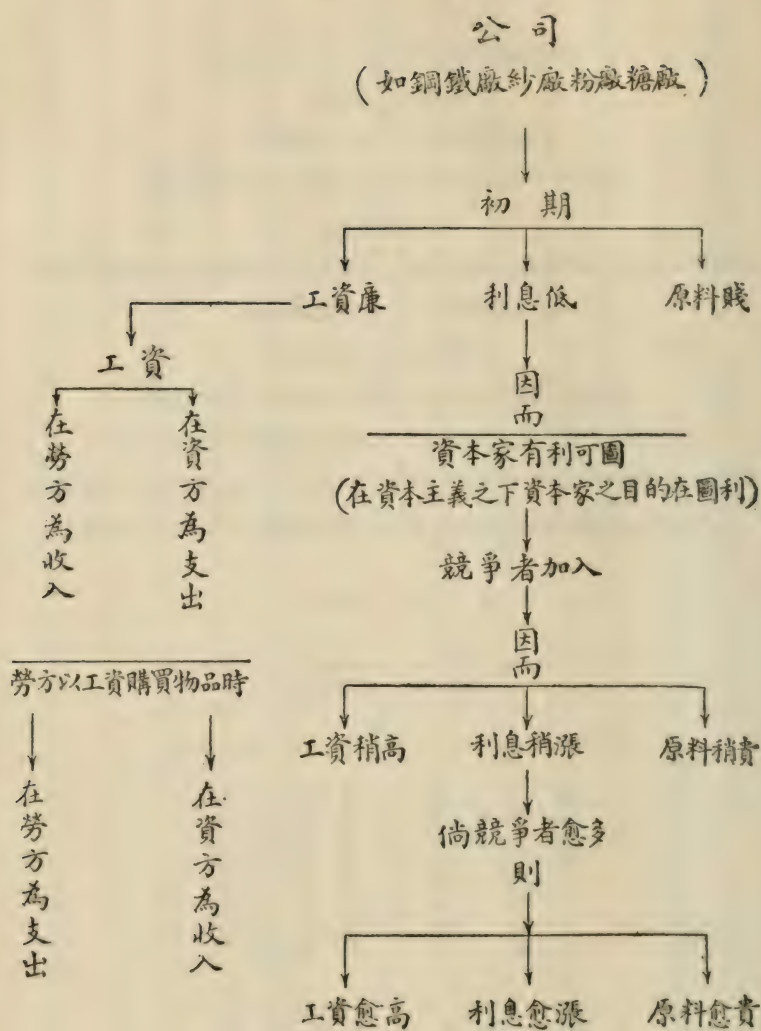 公司
（如鋼鐵廠紗廠粉廠糖廠）
初期
工資廉 利息低 原料賤
工資
在勞方為收入
在資方為支出
因而
資本家有利可圖
（在資本主義之下資本家之目的在圖利）
競爭者加入
因而
勞方以工資購買物品時
在勞方為支出
在資方為收入
工資稍高 利息稍漲 原料稍貴
倘競爭者愈多
則
工資愈高 利息愈漲 原料愈貴